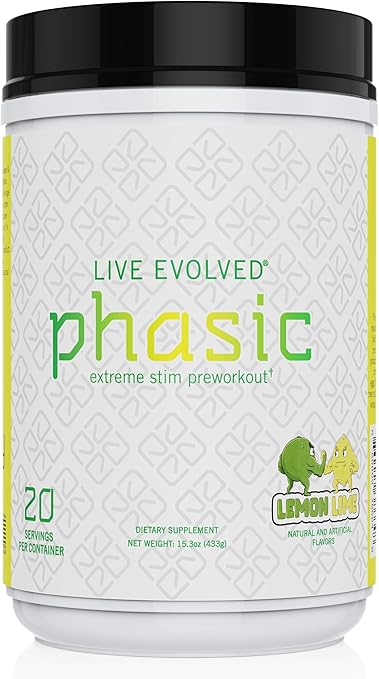 LIVE EVOLVED®
phasic
extreme stim preworkout†
20
SERVINGS
PER CONTAINER
DIETARY SUPPLEMENT
NET WEIGHT: 15.3oz (433g)
LEMON LIME
NATURAL AND ARTIFICIAL
FLAVORS